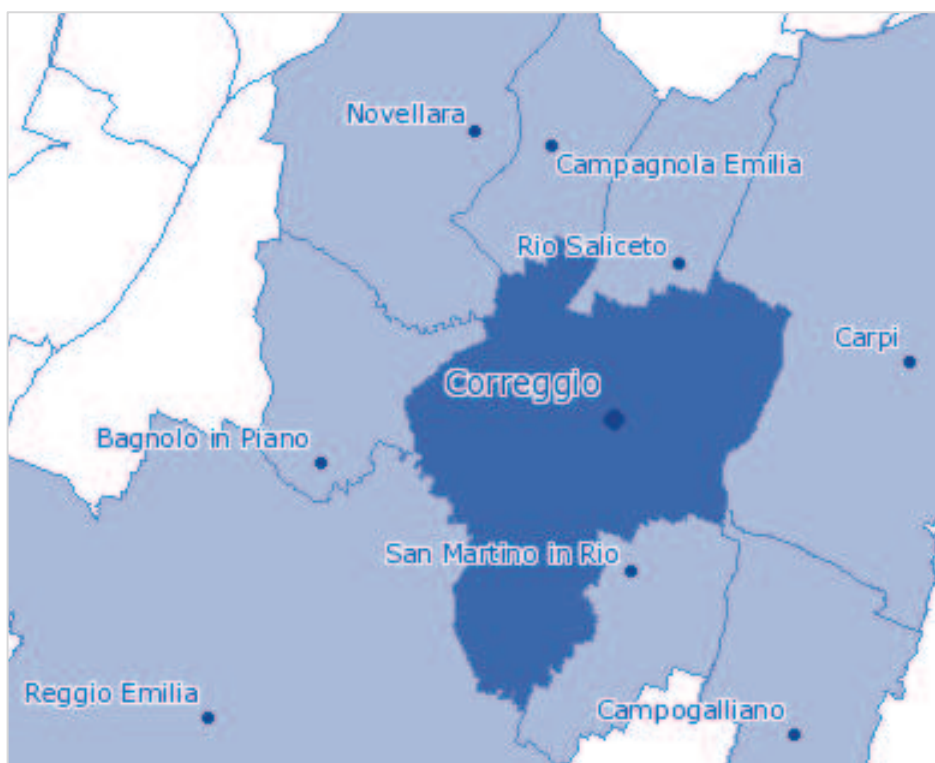 Novellara
Campagnola Emilia
Rio Saliceto
Carpi
Correggio
Bagnolo in Piano
San Martino in Rio
Reggio Emilia
Campogalliano